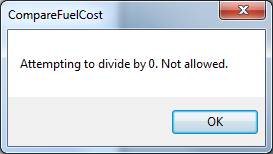 CompareFuelCost
Attempting to divide by 0. Not allowed.
OK